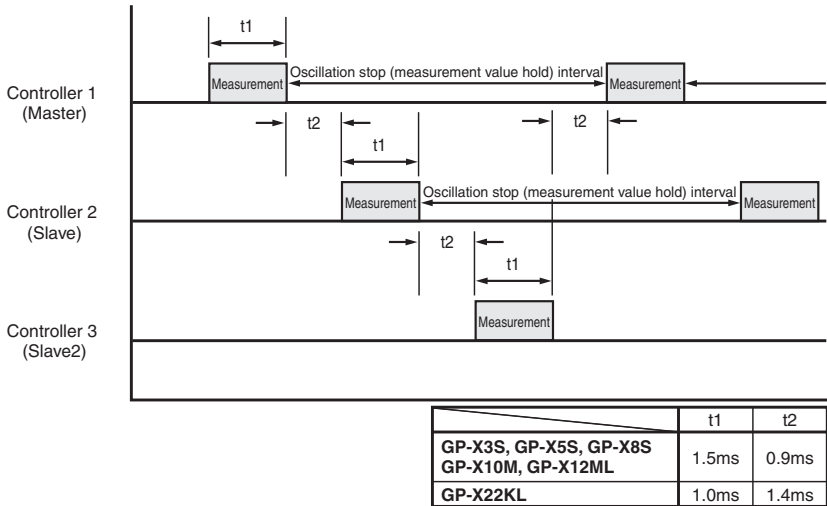 t1
Measurement
Oscillation stop (measurement value hold) interval
Measurement
Controller 1
(Master)
t2
t2
t1
Measurement
Oscillation stop (measurement value hold) interval
Measurement
Controller 2
(Slave)
t2
t1
Measurement
Controller 3
(Slave2)
t1 t2
GP-X3S, GP-X5S, GP-X8S
GP-X10M, GP-X12ML
1.5ms 0.9ms
GP-X22KL 1.0ms 1.4ms